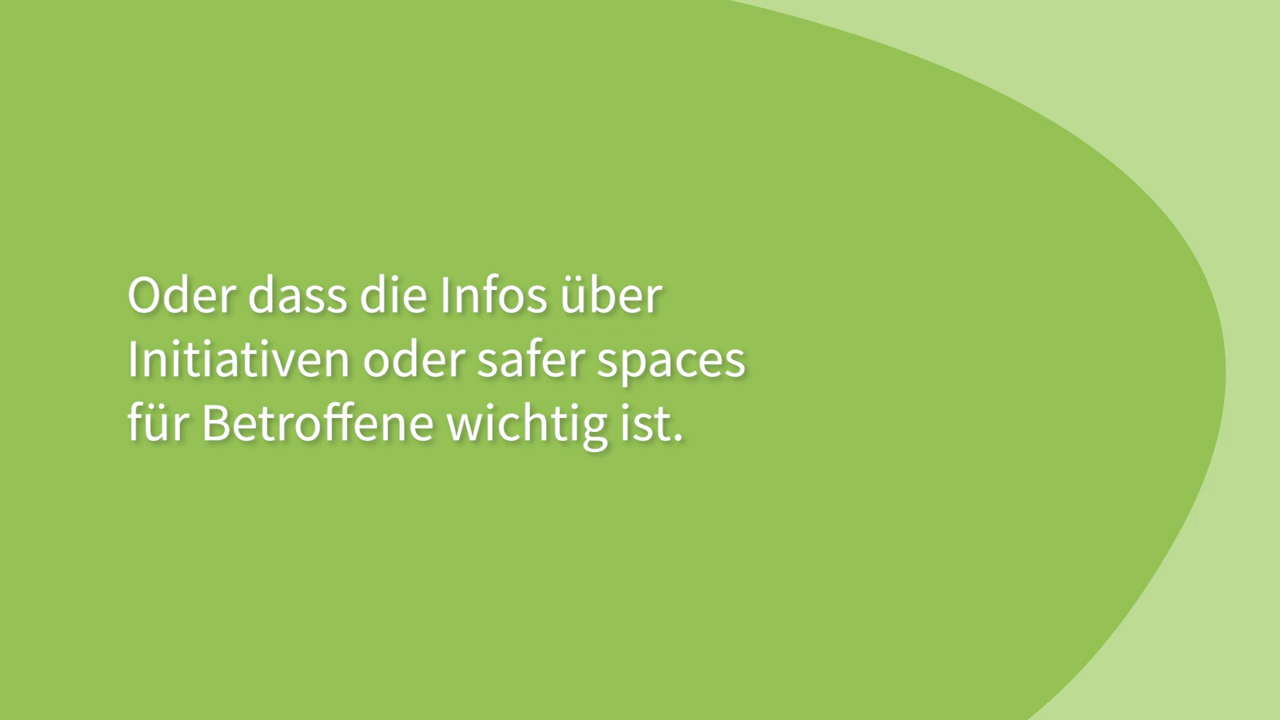 Oder dass die Infos über
Initiativen oder safer spaces
für Betroffene wichtig ist.